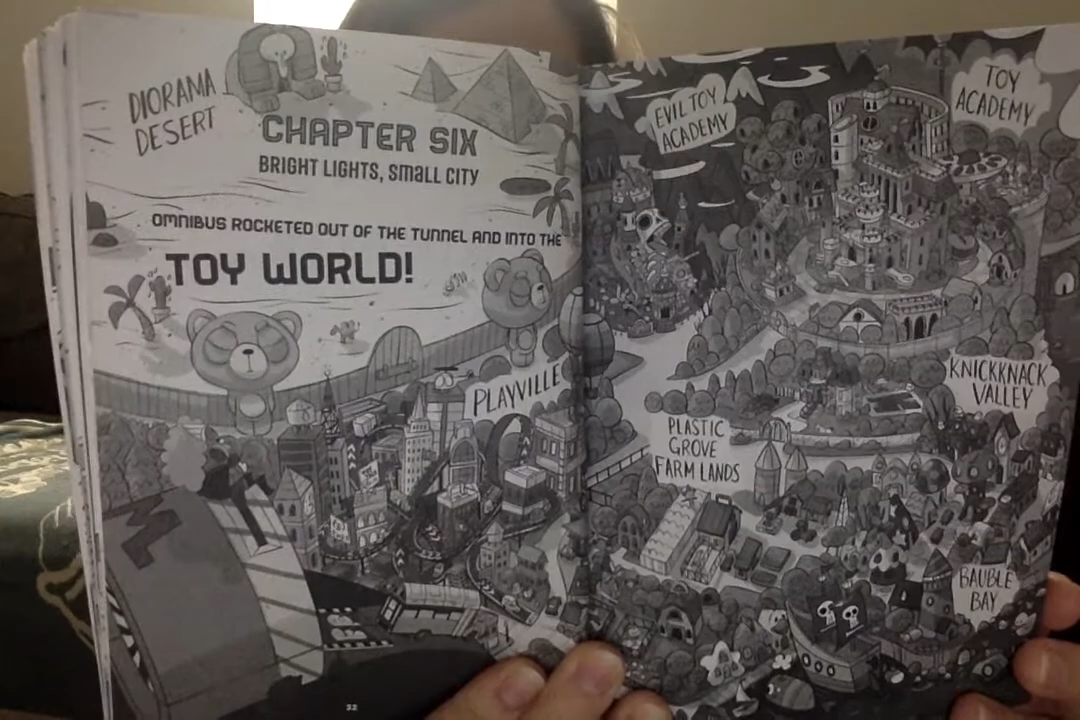 DIORAMA
DESERT
CHAPTER SIX
BRIGHT LIGHTS, SMALL CITY
OMNIBUS ROCKETED OUT OF THE TUNNEL AND INTO THE
TOY WORLD!
PLAYVILLE
32
EVIL TOY
ACADEMY
TOY
ACADEMY
KNICKKNACK
VALLEY
PLASTIC
GROVE
FARM LANDS
BAUBLE
BAY